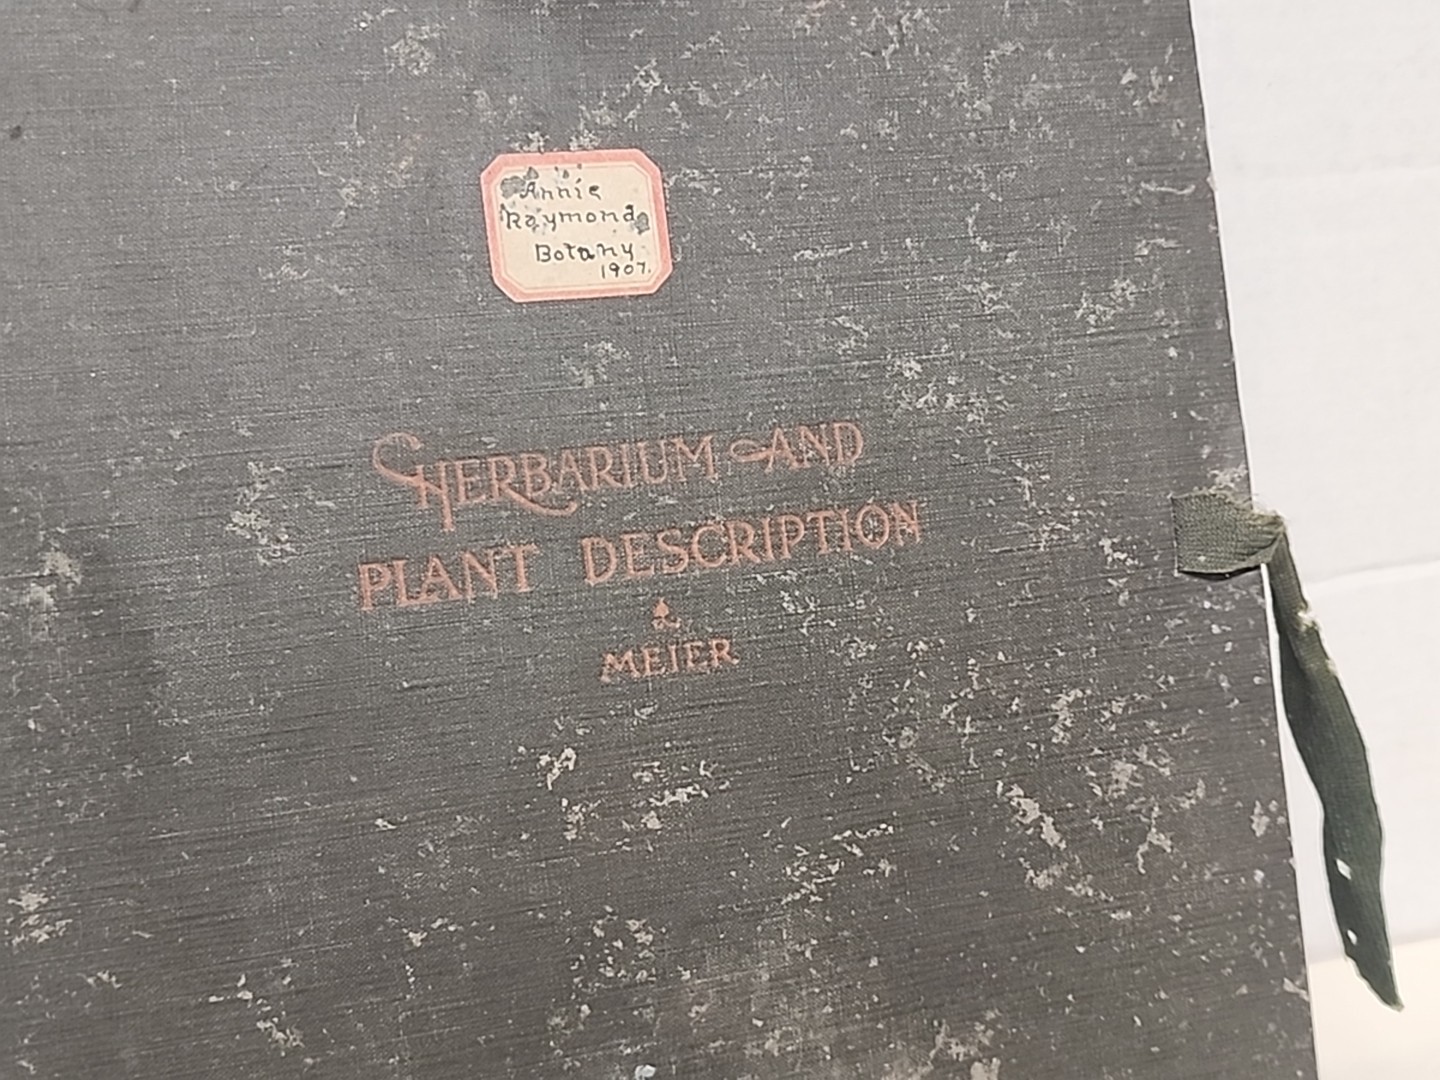 Annie
Raymond
Botany
1907.
HERBARIUM AND
PLANT DESCRIPTION
MEIER